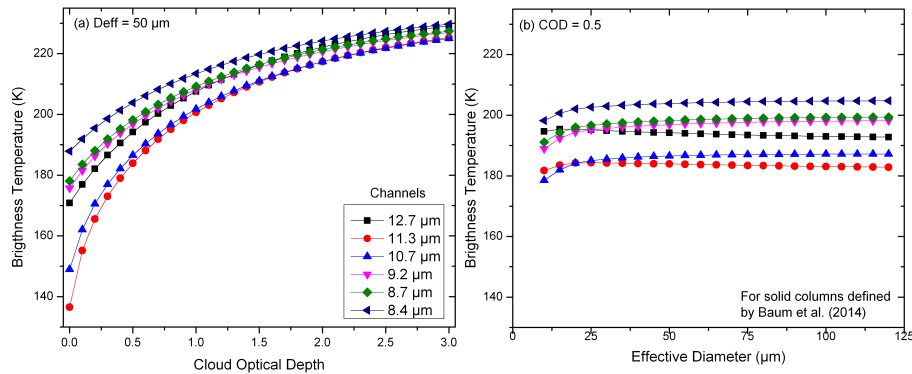 (a) Deff = 50 µm
220
200
180
160
140
Brigthness Temperature (K)
0.0 0.5 1.0 1.5 2.0 2.5 3.0
Cloud Optical Depth
Channels
12.7 µm
11.3 µm
10.7 µm
9.2 µm
8.7 µm
8.4 µm
(b) COD = 0.5
220
200
180
160
140
Brigthness Temperature (K)
For solid columns defined
by Baum et al. (2014)
0 25 50 75 100 125
Effective Diameter (µm)